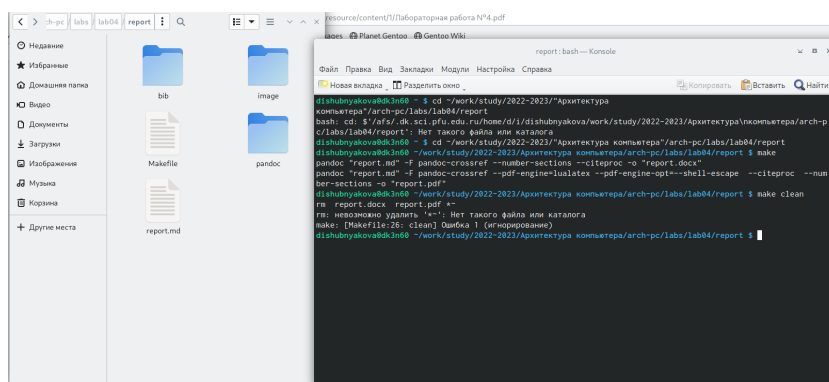 ch-pc labs lab04 report
Недавние
Избранные
Домашняя папка
Видео
Документы
Загрузки
Изображения
Музыка
Корзина
+ Другие места
bib
image
Makefile
pandoc
report.md
resource/content/1/Лабораторная работа №4.pdf
ages Planet Gentoo Gentoo Wiki
report : bash — Konsole
Файл Правка Вид Закладки Модули Настройка Справка
Новая вкладка Разделить окно Копировать Вставить Найти
dishubnyakova@dk3n60 ~ $ cd ~/work/study/2022-2023/"Архитектура
компьютера"/arch-pc/labs/lab04/report
bash: cd: $'/afs/.dk.sci.pfu.edu.ru/home/d/i/dishubnyakova/work/study/2022-2023/Архитектура\nкомпьютера/arch-p
c/labs/lab04/report': Нет такого файла или каталога
dishubnyakova@dk3n60 ~ $ cd ~/work/study/2022-2023/"Архитектура компьютера"/arch-pc/labs/lab04/report
dishubnyakova@dk3n60 ~/work/study/2022-2023/Архитектура компьютера/arch-pc/labs/lab04/report $ make
pandoc "report.md" -F pandoc-crossref --number-sections --citeproc -o "report.docx"
pandoc "report.md" -F pandoc-crossref --pdf-engine=lualatex --pdf-engine-opt=--shell-escape --citeproc --num
ber-sections -o "report.pdf"
dishubnyakova@dk3n60 ~/work/study/2022-2023/Архитектура компьютера/arch-pc/labs/lab04/report $ make clean
rm report.docx report.pdf *~
rm: невозможно удалить '*~': Нет такого файла или каталога
make: [Makefile:26: clean] Ошибка 1 (игнорирование)
dishubnyakova@dk3n60 ~/work/study/2022-2023/Архитектура компьютера/arch-pc/labs/lab04/report $